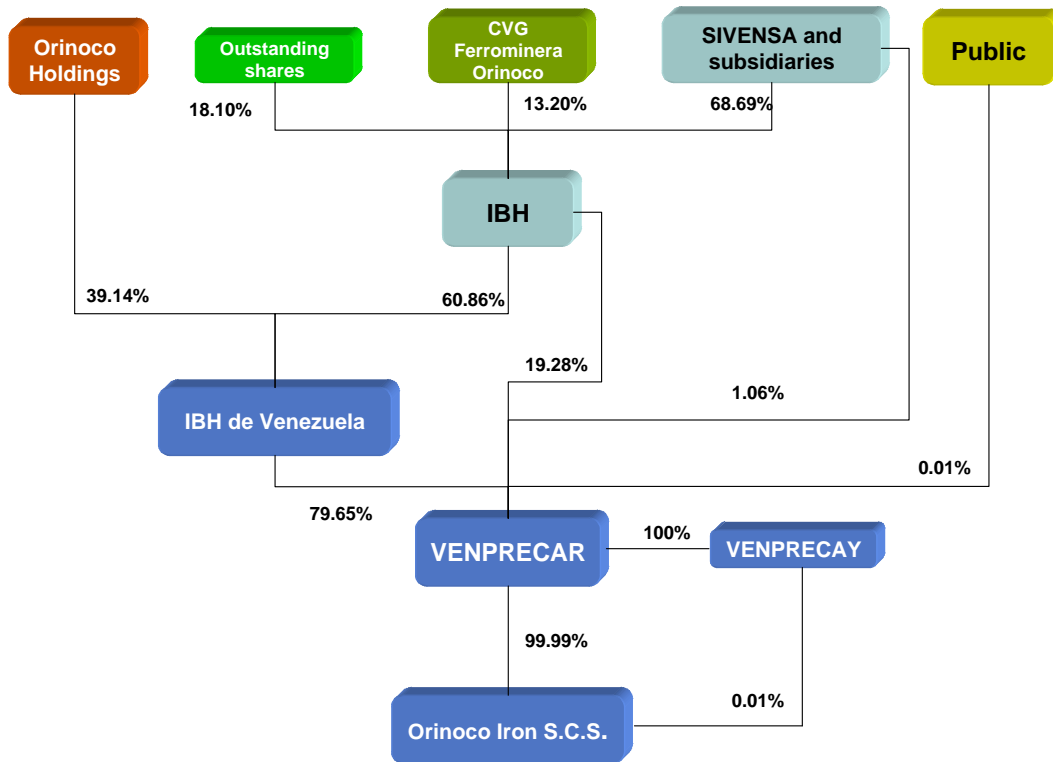 Orinoco
Holdings
Outstanding
shares
CVG
Ferrominera
Orinoco
SIVENSA and
subsidiaries
Public
18.10%
13.20%
68.69%
IBH
39.14%
60.86%
19.28%
1.06%
IBH de Venezuela
0.01%
79.65%
VENPRECAR
100%
VENPRECAY
99.99%
0.01%
Orinoco Iron S.C.S.